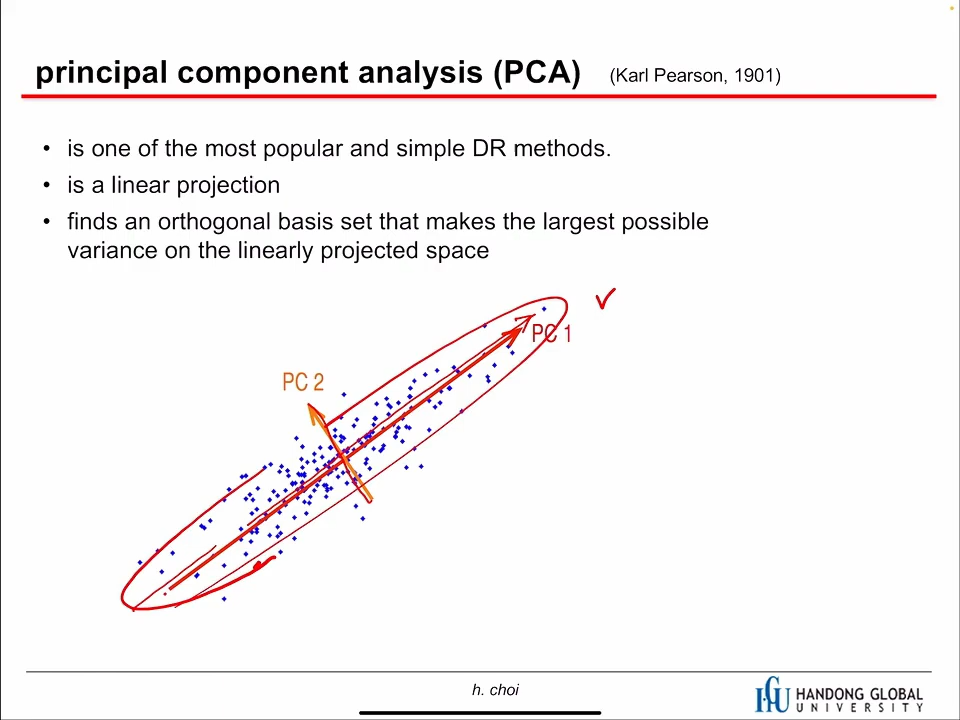 principal component analysis (PCA) (Karl Pearson, 1901)
• is one of the most popular and simple DR methods.
• is a linear projection
• finds an orthogonal basis set that makes the largest possible
variance on the linearly projected space
PC 1
PC 2
h. choi
HGU HANDONG GLOBAL
UNIVERSITY